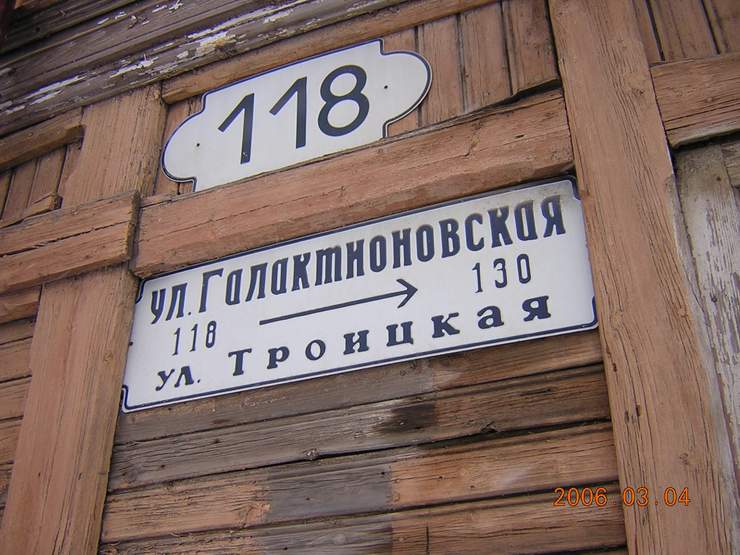 118
УЛ. ГАЛАКТИОНОВСКАЯ
118 → 130
УЛ. ТРОИЦКАЯ
2006 03 04